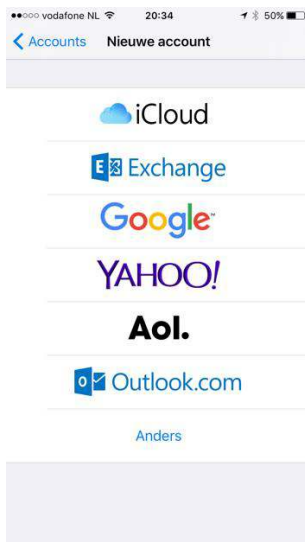 vodafone NL 20:34 50%
Accounts Nieuwe account
iCloud
E Exchange
Google
YAHOO!
Aol.
o Outlook.com
Anders